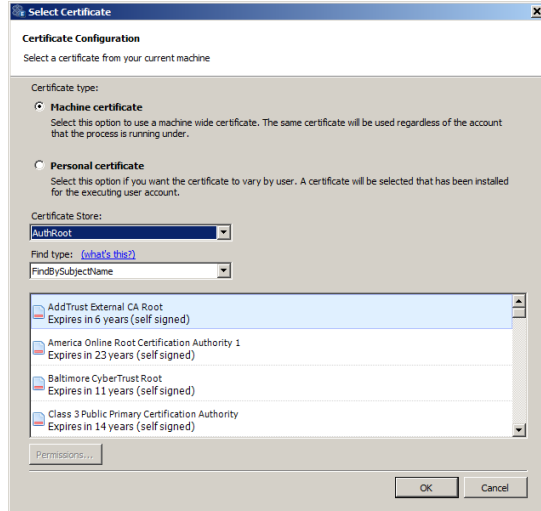 Select Certificate
Certificate Configuration
Select a certificate from your current machine
Certificate type:
Machine certificate
Select this option to use a machine wide certificate. The same certificate will be used regardless of the account
that the process is running under.
Personal certificate
Select this option if you want the certificate to vary by user. A certificate will be selected that has been installed
for the executing user account.
Certificate Store:
AuthRoot
Find type: (what's this?)
FindBySubjectName
AddTrust External CA Root
Expires in 6 years (self signed)
America Online Root Certification Authority 1
Expires in 23 years (self signed)
Baltimore CyberTrust Root
Expires in 11 years (self signed)
Class 3 Public Primary Certification Authority
Expires in 14 years (self signed)
Permissions...
OK Cancel